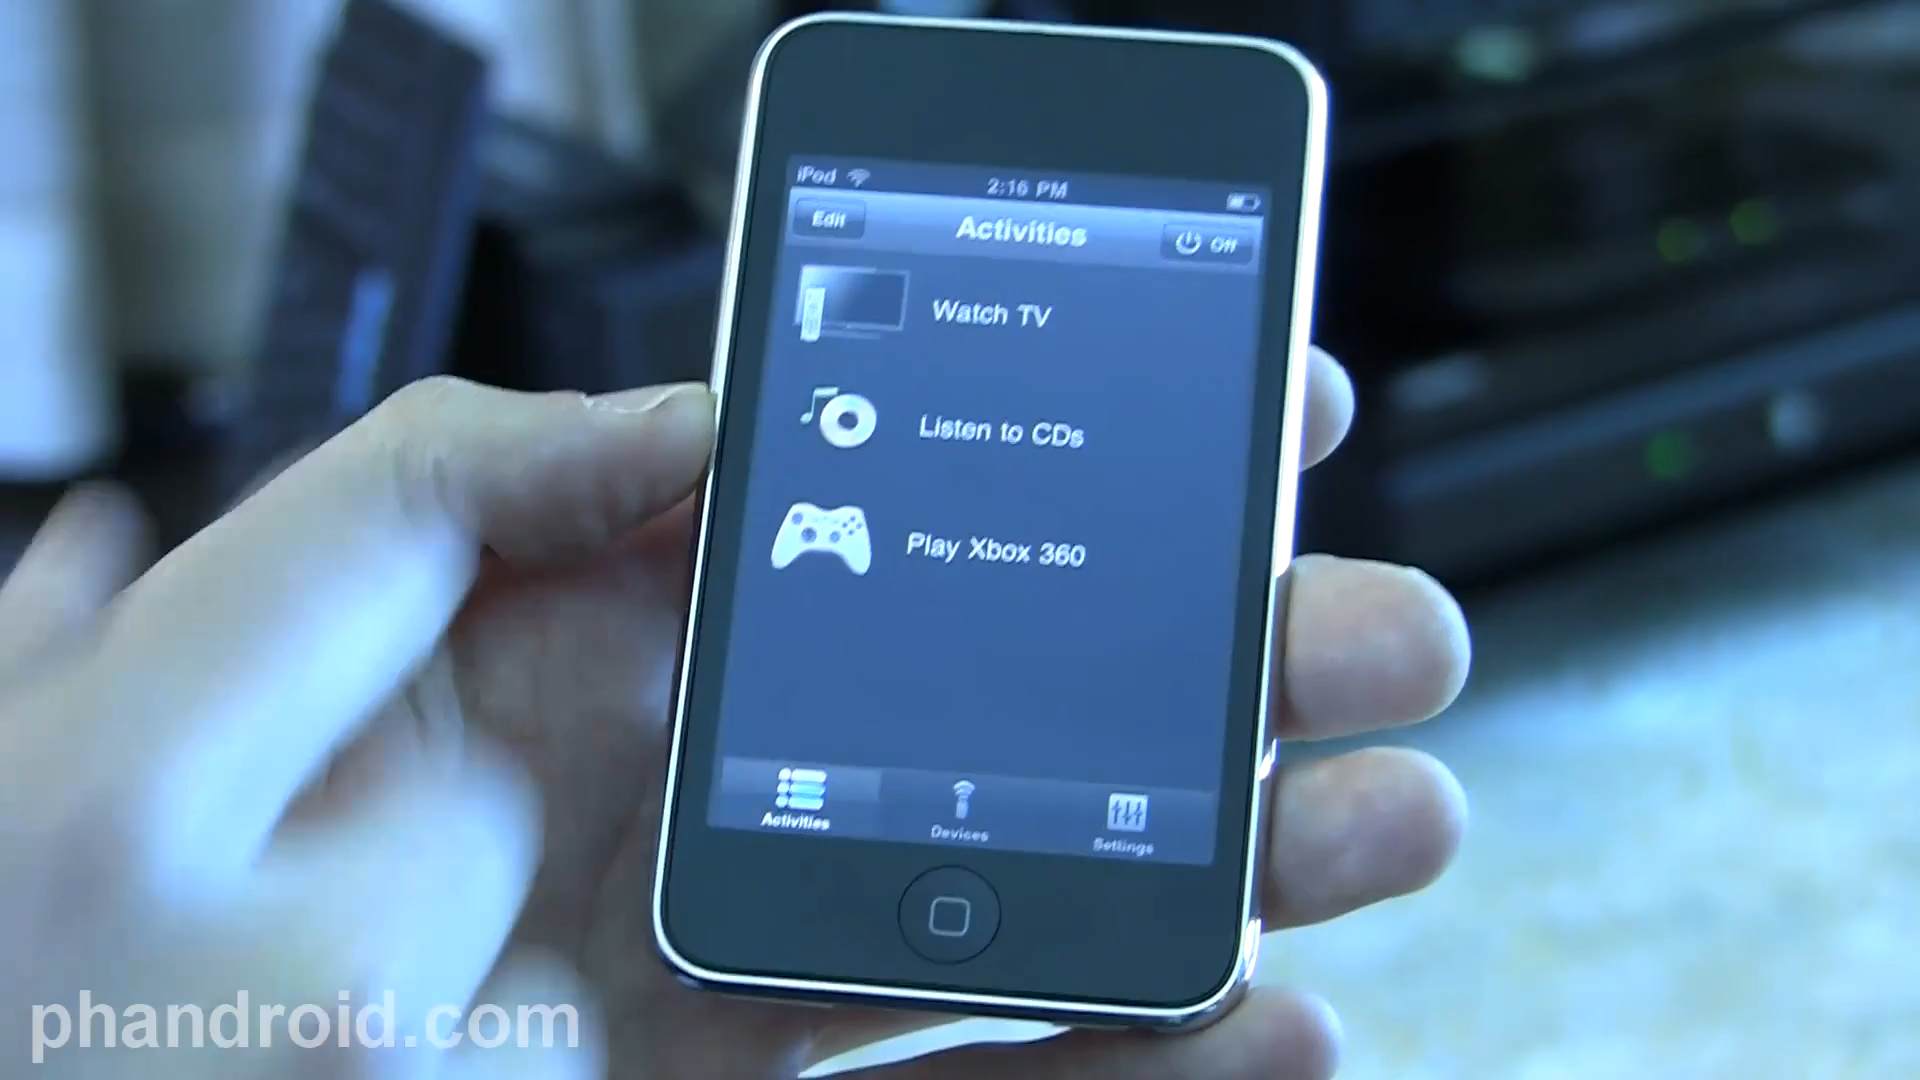 iPod
2:16 PM
Edit
Activities
Off
Watch TV
Listen to CDs
Play Xbox 360
Activities
Devices
Settings
phandroid.com